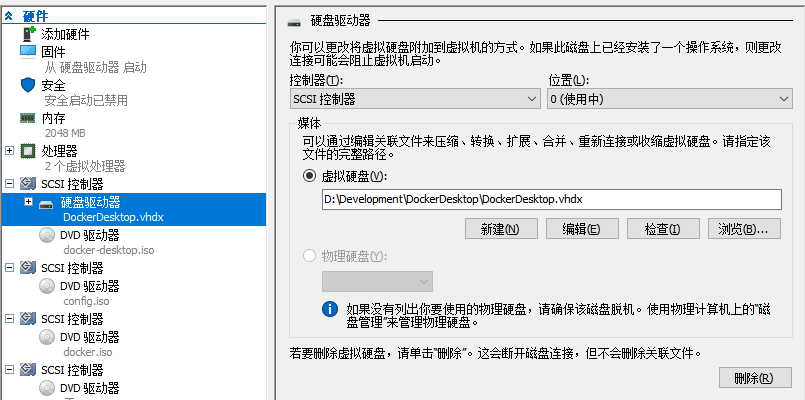 硬件
添加硬件
固件
从 硬盘驱动器 启动
安全
安全启动已禁用
内存
2048 MB
处理器
2 个虚拟处理器
SCSI 控制器
硬盘驱动器
DockerDesktop.vhdx
DVD 驱动器
docker-desktop.iso
SCSI 控制器
DVD 驱动器
config.iso
SCSI 控制器
DVD 驱动器
docker.iso
SCSI 控制器
DVD 驱动器
硬盘驱动器
你可以更改将虚拟硬盘附加到虚拟机的方式。如果此磁盘上已经安装了一个操作系统，则更改
连接可能会阻止虚拟机启动。
控制器(T):
位置(L):
SCSI 控制器
0 (使用中)
媒体
可以通过编辑关联文件来压缩、转换、扩展、合并、重新连接或收缩虚拟硬盘。请指定该
文件的完整路径。
虚拟硬盘(V):
D:\Development\DockerDesktop\DockerDesktop.vhdx
新建(N)
编辑(E)
检查(I)
浏览(B)...
物理硬盘(Y):
如果没有列出你要使用的物理硬盘，请确保该磁盘脱机。使用物理计算机上的"磁
盘管理"来管理物理硬盘。
若要删除虚拟硬盘，请单击"删除"。这会断开磁盘连接，但不会删除关联文件。
删除(R)